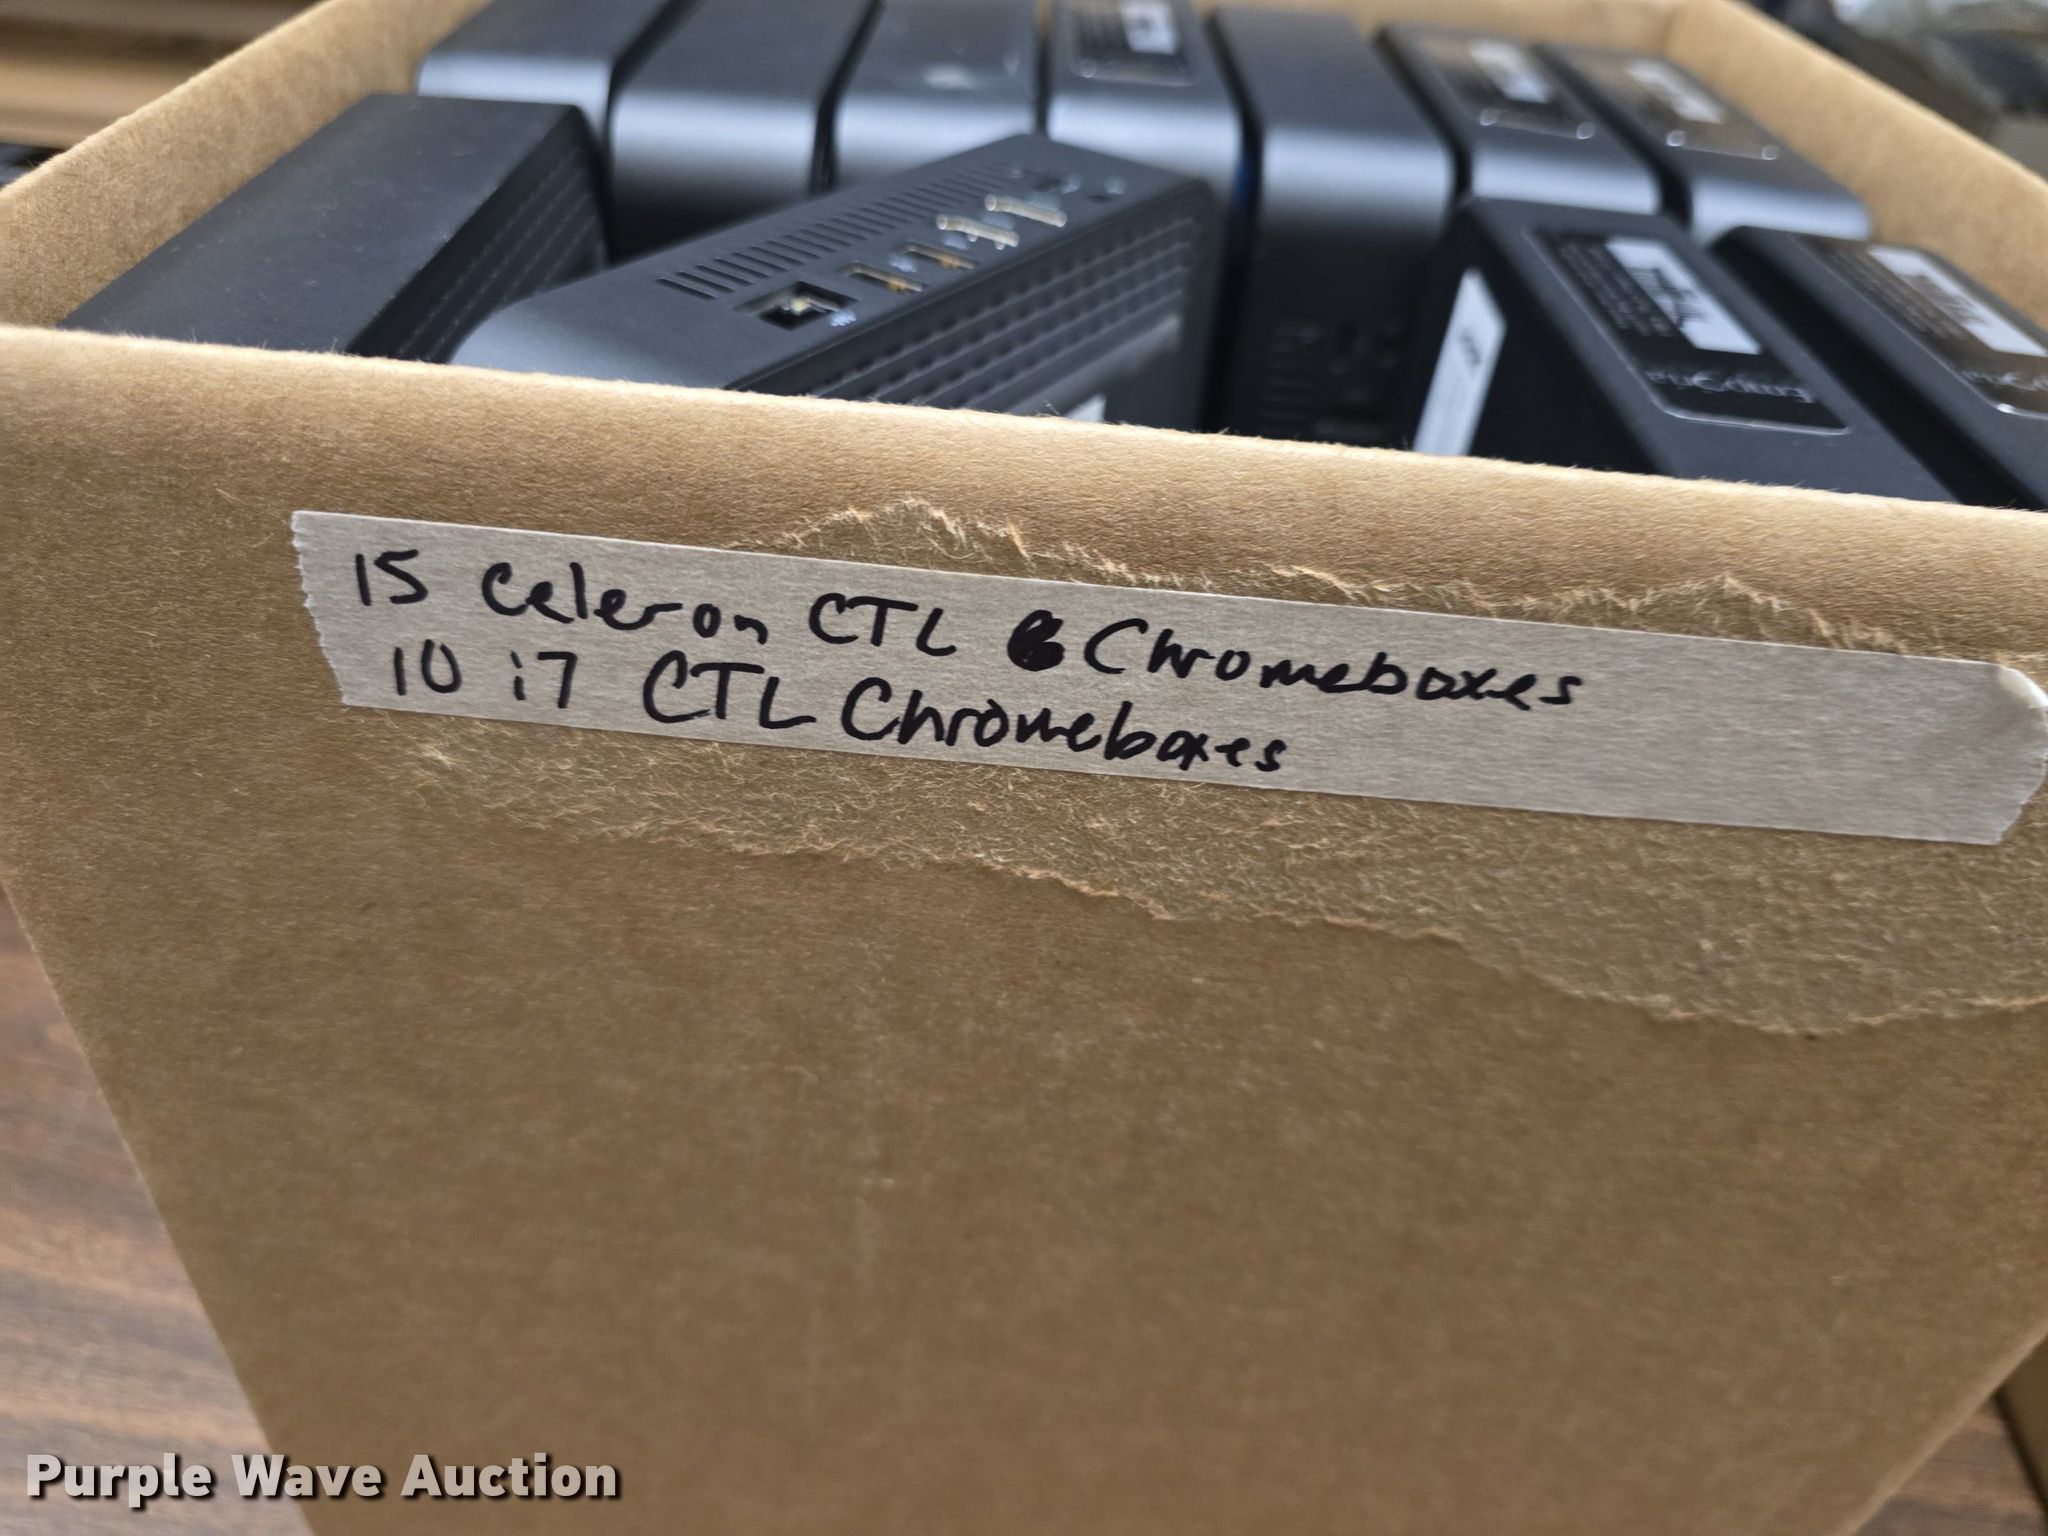 15 Celeron CTL Chromeboxes
10 i7 CTL Chromeboxes
Purple Wave Auction